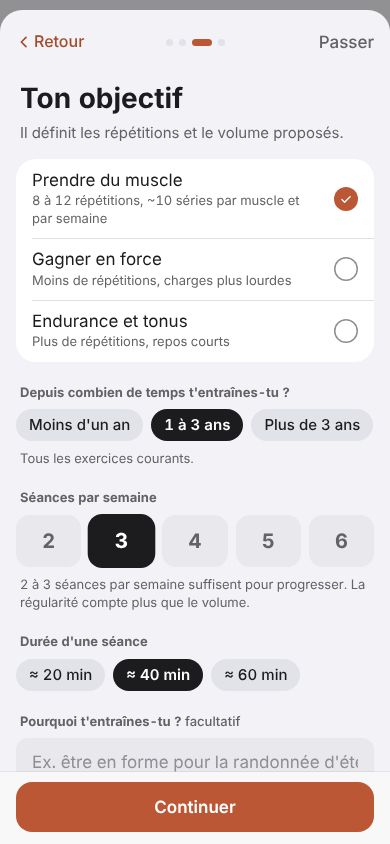 Retour
Passer
Ton objectif
Il définit les répétitions et le volume proposés.
Prendre du muscle
8 à 12 répétitions, ~10 séries par muscle et
par semaine
Gagner en force
Moins de répétitions, charges plus lourdes
Endurance et tonus
Plus de répétitions, repos courts
Depuis combien de temps t'entraînes-tu ?
Moins d'un an 1 à 3 ans Plus de 3 ans
Tous les exercices courants.
Séances par semaine
2 3 4 5 6
2 à 3 séances par semaine suffisent pour progresser. La
régularité compte plus que le volume.
Durée d'une séance
≈ 20 min ≈ 40 min ≈ 60 min
Pourquoi t'entraînes-tu ? facultatif
Ex. être en forme pour la randonnée d'été
Continuer